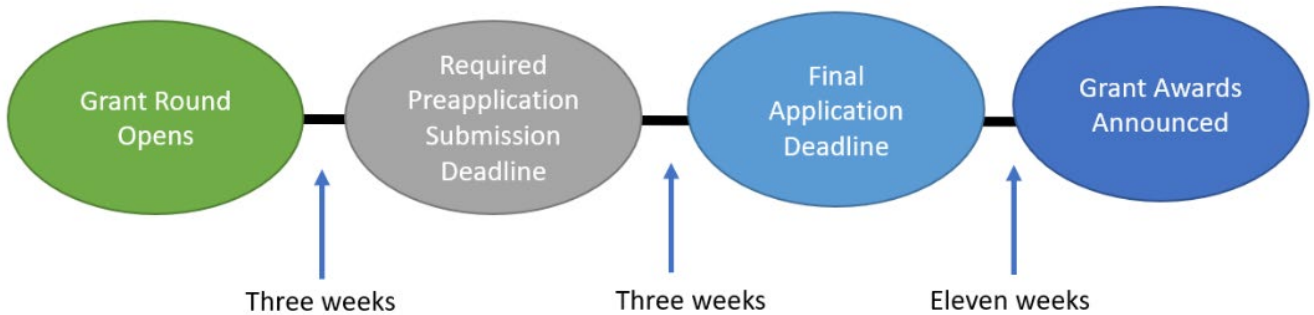 Grant Round
Opens
Required
Preapplication
Submission
Deadline
Final
Application
Deadline
Grant Awards
Announced
Three weeks
Three weeks
Eleven weeks